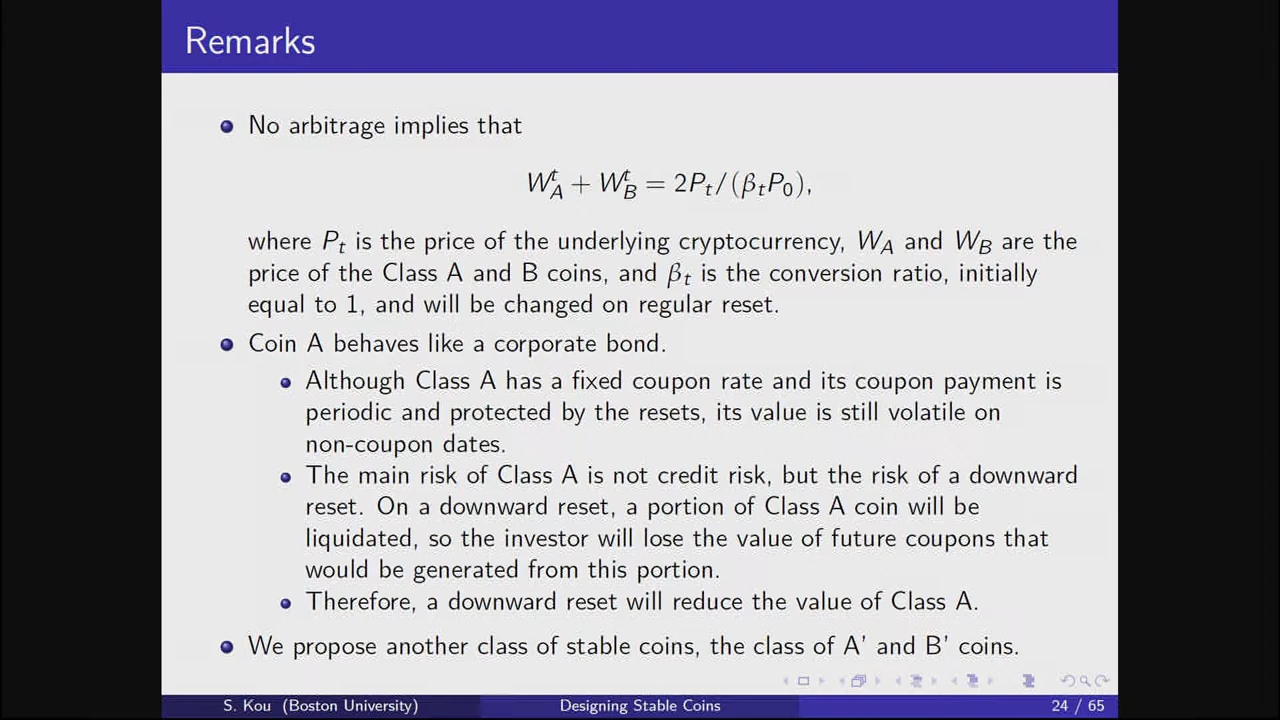 Remarks
No arbitrage implies that
W_A^t + W_B^t = 2P_t/(β_tP_0),
where P_t is the price of the underlying cryptocurrency, W_A and W_B are the
price of the Class A and B coins, and β_t is the conversion ratio, initially
equal to 1, and will be changed on regular reset.
Coin A behaves like a corporate bond.
Although Class A has a fixed coupon rate and its coupon payment is
periodic and protected by the resets, its value is still volatile on
non-coupon dates.
The main risk of Class A is not credit risk, but the risk of a downward
reset. On a downward reset, a portion of Class A coin will be
liquidated, so the investor will lose the value of future coupons that
would be generated from this portion.
Therefore, a downward reset will reduce the value of Class A.
We propose another class of stable coins, the class of A' and B' coins.
S. Kou (Boston University) Designing Stable Coins 24 / 65